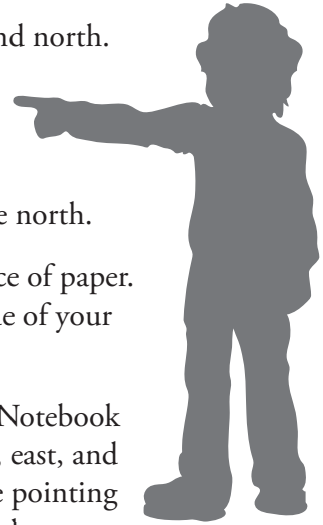 nd north.
e north.
ce of paper.
e of your
Notebook
, east, and
e pointing